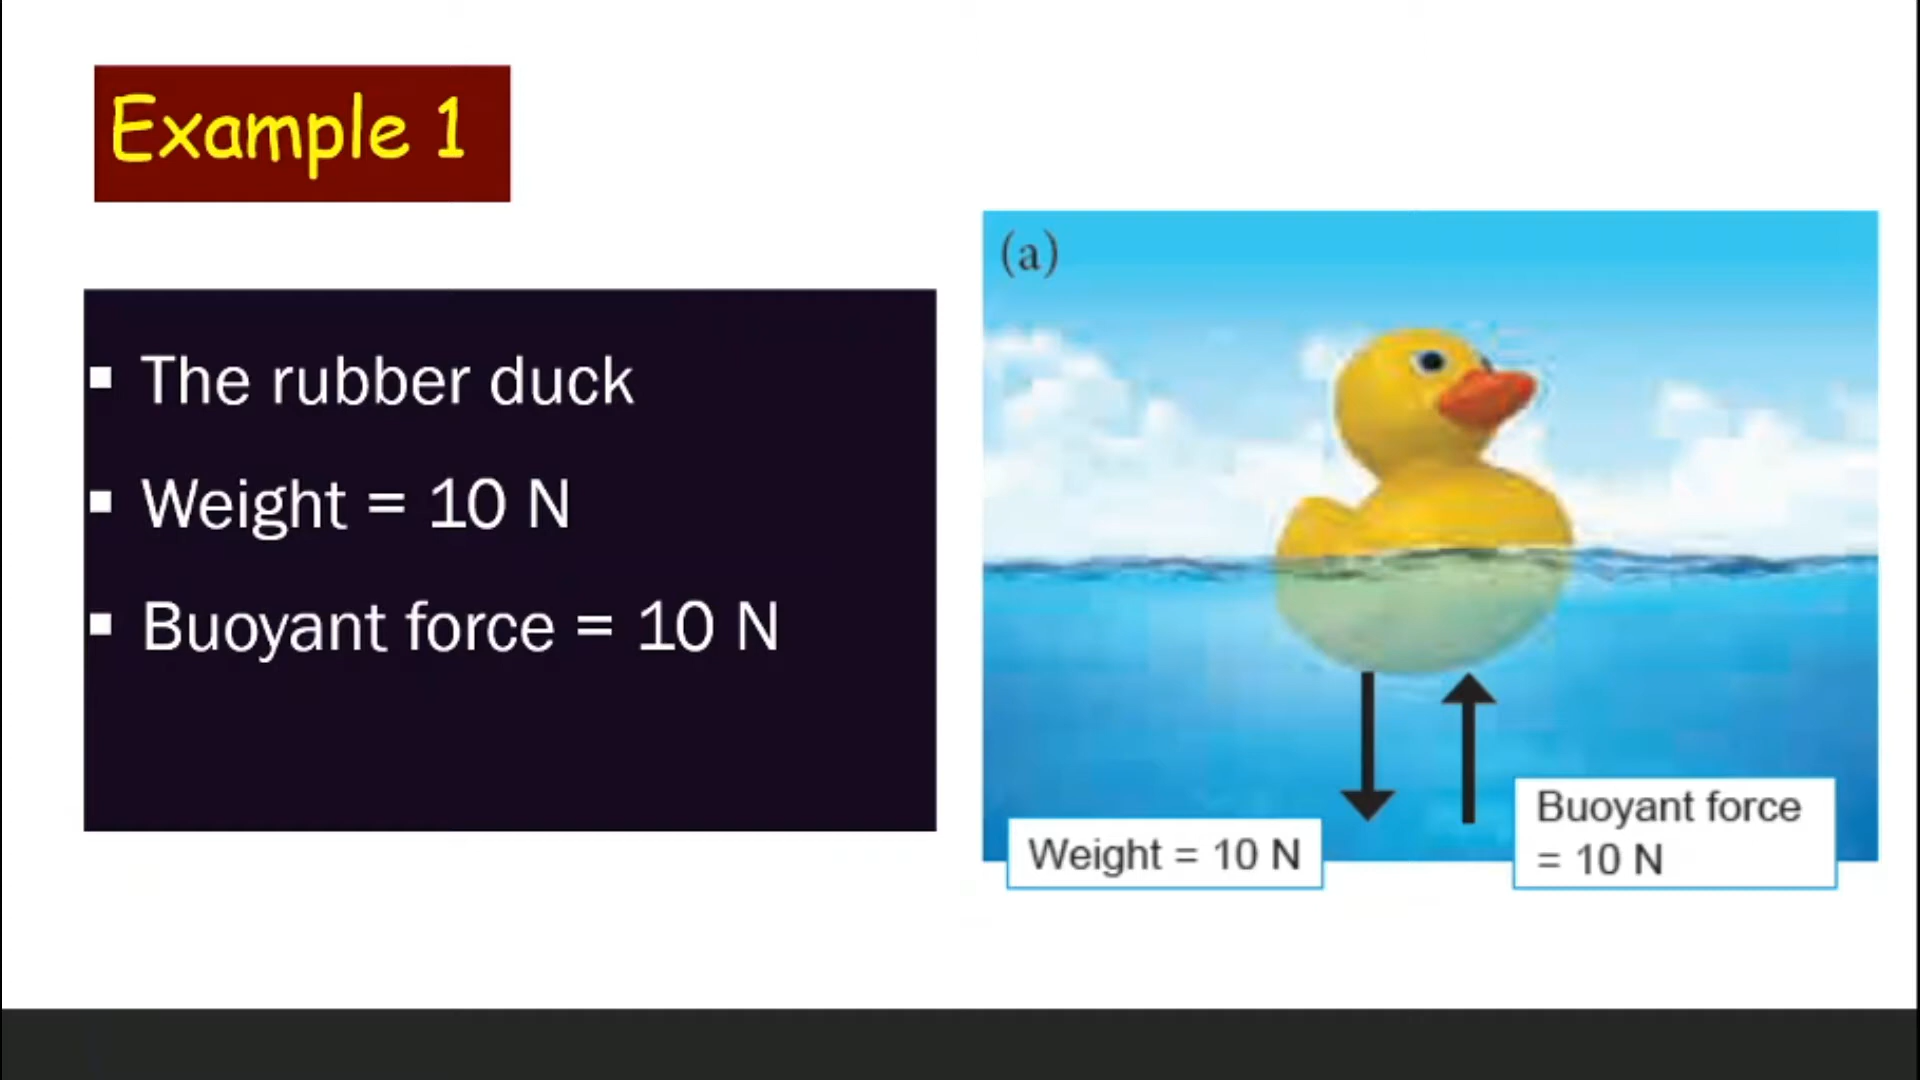 Example 1
▪ The rubber duck
▪ Weight = 10 N
▪ Buoyant force = 10 N
(a)
Weight = 10 N
Buoyant force
= 10 N